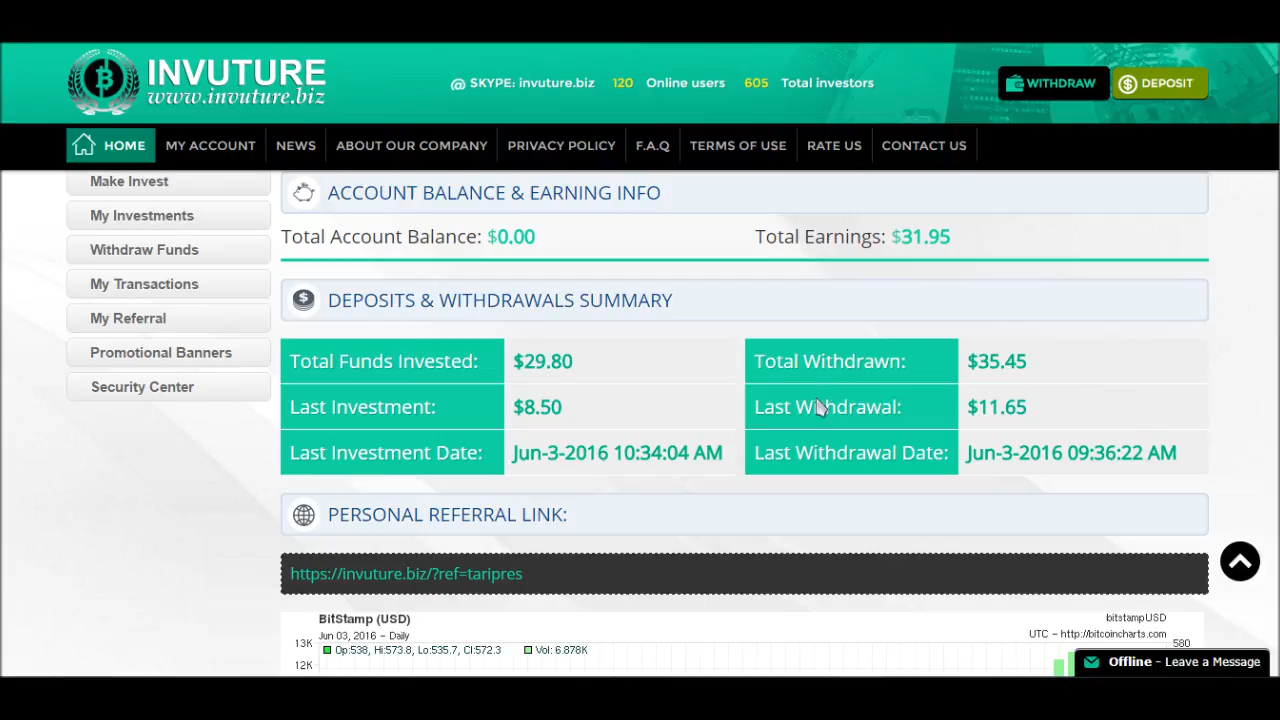 INVUTURE
www.invuture.biz
@ SKYPE: invuture.biz 120 Online users 605 Total investors
WITHDRAW
DEPOSIT
HOME MY ACCOUNT NEWS ABOUT OUR COMPANY PRIVACY POLICY F.A.Q TERMS OF USE RATE US CONTACT US
Make Invest
My Investments
Withdraw Funds
My Transactions
My Referral
Promotional Banners
Security Center
ACCOUNT BALANCE & EARNING INFO
Total Account Balance: $0.00 Total Earnings: $31.95
DEPOSITS & WITHDRAWALS SUMMARY
Total Funds Invested: $29.80 Total Withdrawn: $35.45
Last Investment: $8.50 Last Withdrawal: $11.65
Last Investment Date: Jun-3-2016 10:34:04 AM Last Withdrawal Date: Jun-3-2016 09:36:22 AM
PERSONAL REFERRAL LINK:
https://invuture.biz/?ref=taripres
BitStamp (USD) bitstampUSD
Jun 03, 2016 - Daily UTC - http://bitcoincharts.com
13K Op:538, Hi:573.8, Lo:535.7, Cl:572.3 Vol: 6.878K 580
12K
Offline - Leave a Message